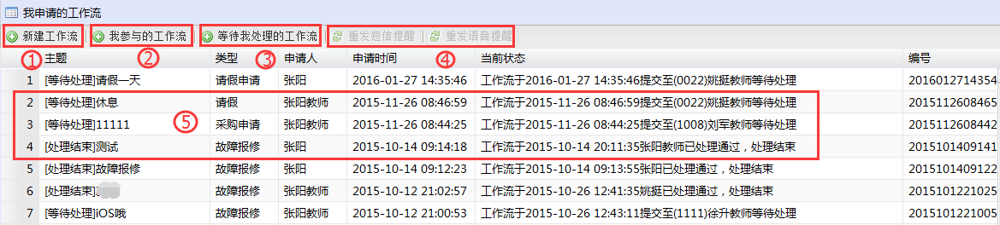 我申请的工作流
新建工作流 我参与的工作流 等待我处理的工作流 重发短信提醒 重发语音提醒
① ② ③ ④
主题 类型 申请人 申请时间 当前状态 编号
1 [等待处理]请假一天 请假申请 张阳 2016-01-27 14:35:46 工作流于2016-01-27 14:35:46提交至(0022)姚挺教师等待处理 2016012714354
2 [等待处理]休息 请假 张阳教师 2015-11-26 08:46:59 工作流于2015-11-26 08:46:59提交至(0022)姚挺教师等待处理 2015112608465
3 [等待处理]11111 采购申请 张阳教师 2015-11-26 08:44:25 工作流于2015-11-26 08:44:25提交至(1008)刘军教师等待处理 2015112608442
⑤
4 [处理结束]测试 故障报修 张阳 2015-10-14 09:14:18 工作流于2015-10-14 20:11:35张阳教师已处理通过，处理结束 2015101409141
5 [处理结束]故障报修 故障报修 张阳 2015-10-14 09:12:23 工作流于2015-10-14 09:13:55张阳已处理通过，处理结束 2015101409122
6 [处理结束] 故障报修 张阳教师 2015-10-12 21:02:57 工作流于2015-10-26 12:41:35姚挺已处理通过，处理结束 2015101221025
7 [等待处理]iOS哦 故障报修 张阳教师 2015-10-12 21:00:53 工作流于2015-10-26 12:43:11提交至(1111)徐升教师等待处理 2015101221005